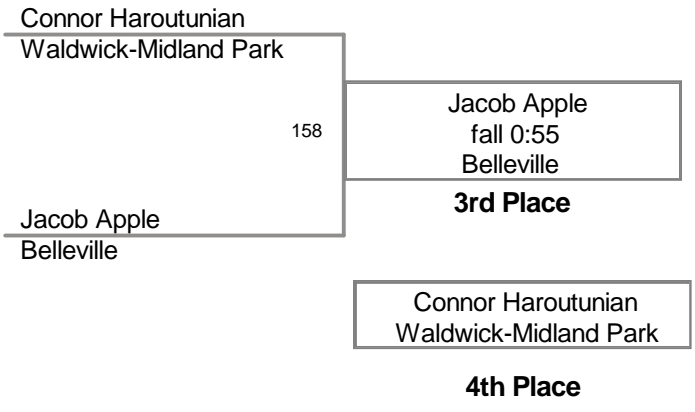 Connor Haroutunian
Waldwick-Midland Park
158
Jacob Apple
fall 0:55
Belleville
3rd Place
Jacob Apple
Belleville
Connor Haroutunian
Waldwick-Midland Park
4th Place